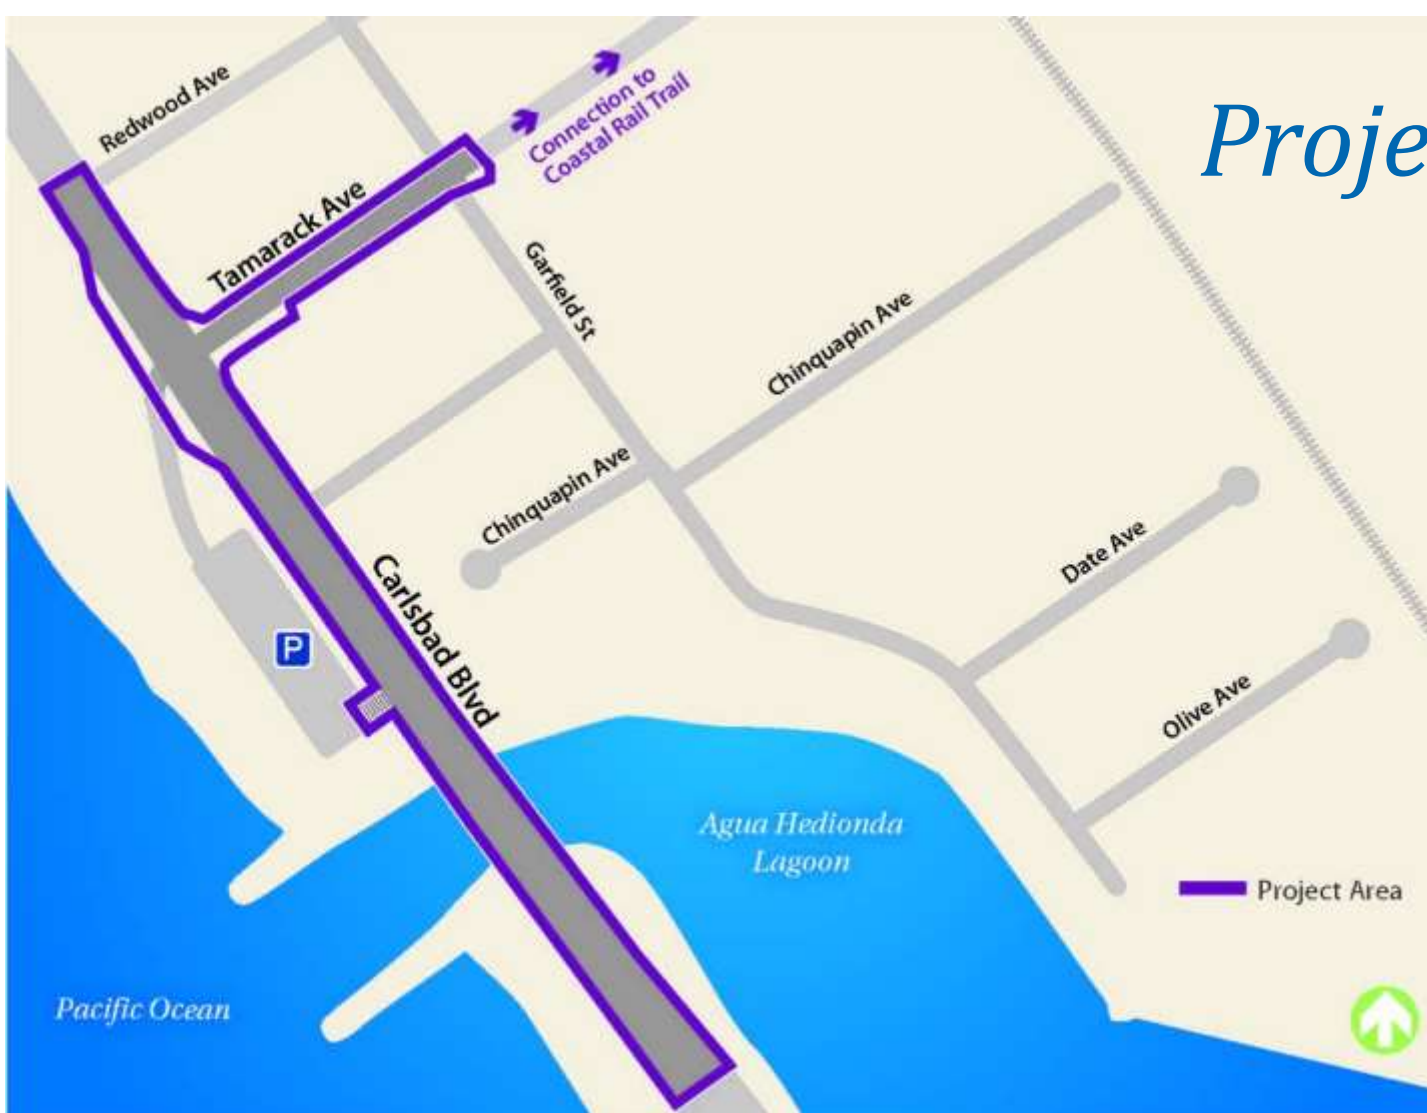 Redwood Ave
Connection to
Coastal Rail Trail
Proje
Tamarack Ave
Garfield St
Chinquapin Ave
Chinquapin Ave
Date Ave
Carlsbad Blvd
P
Olive Ave
Agua Hedionda
Lagoon
Project Area
Pacific Ocean